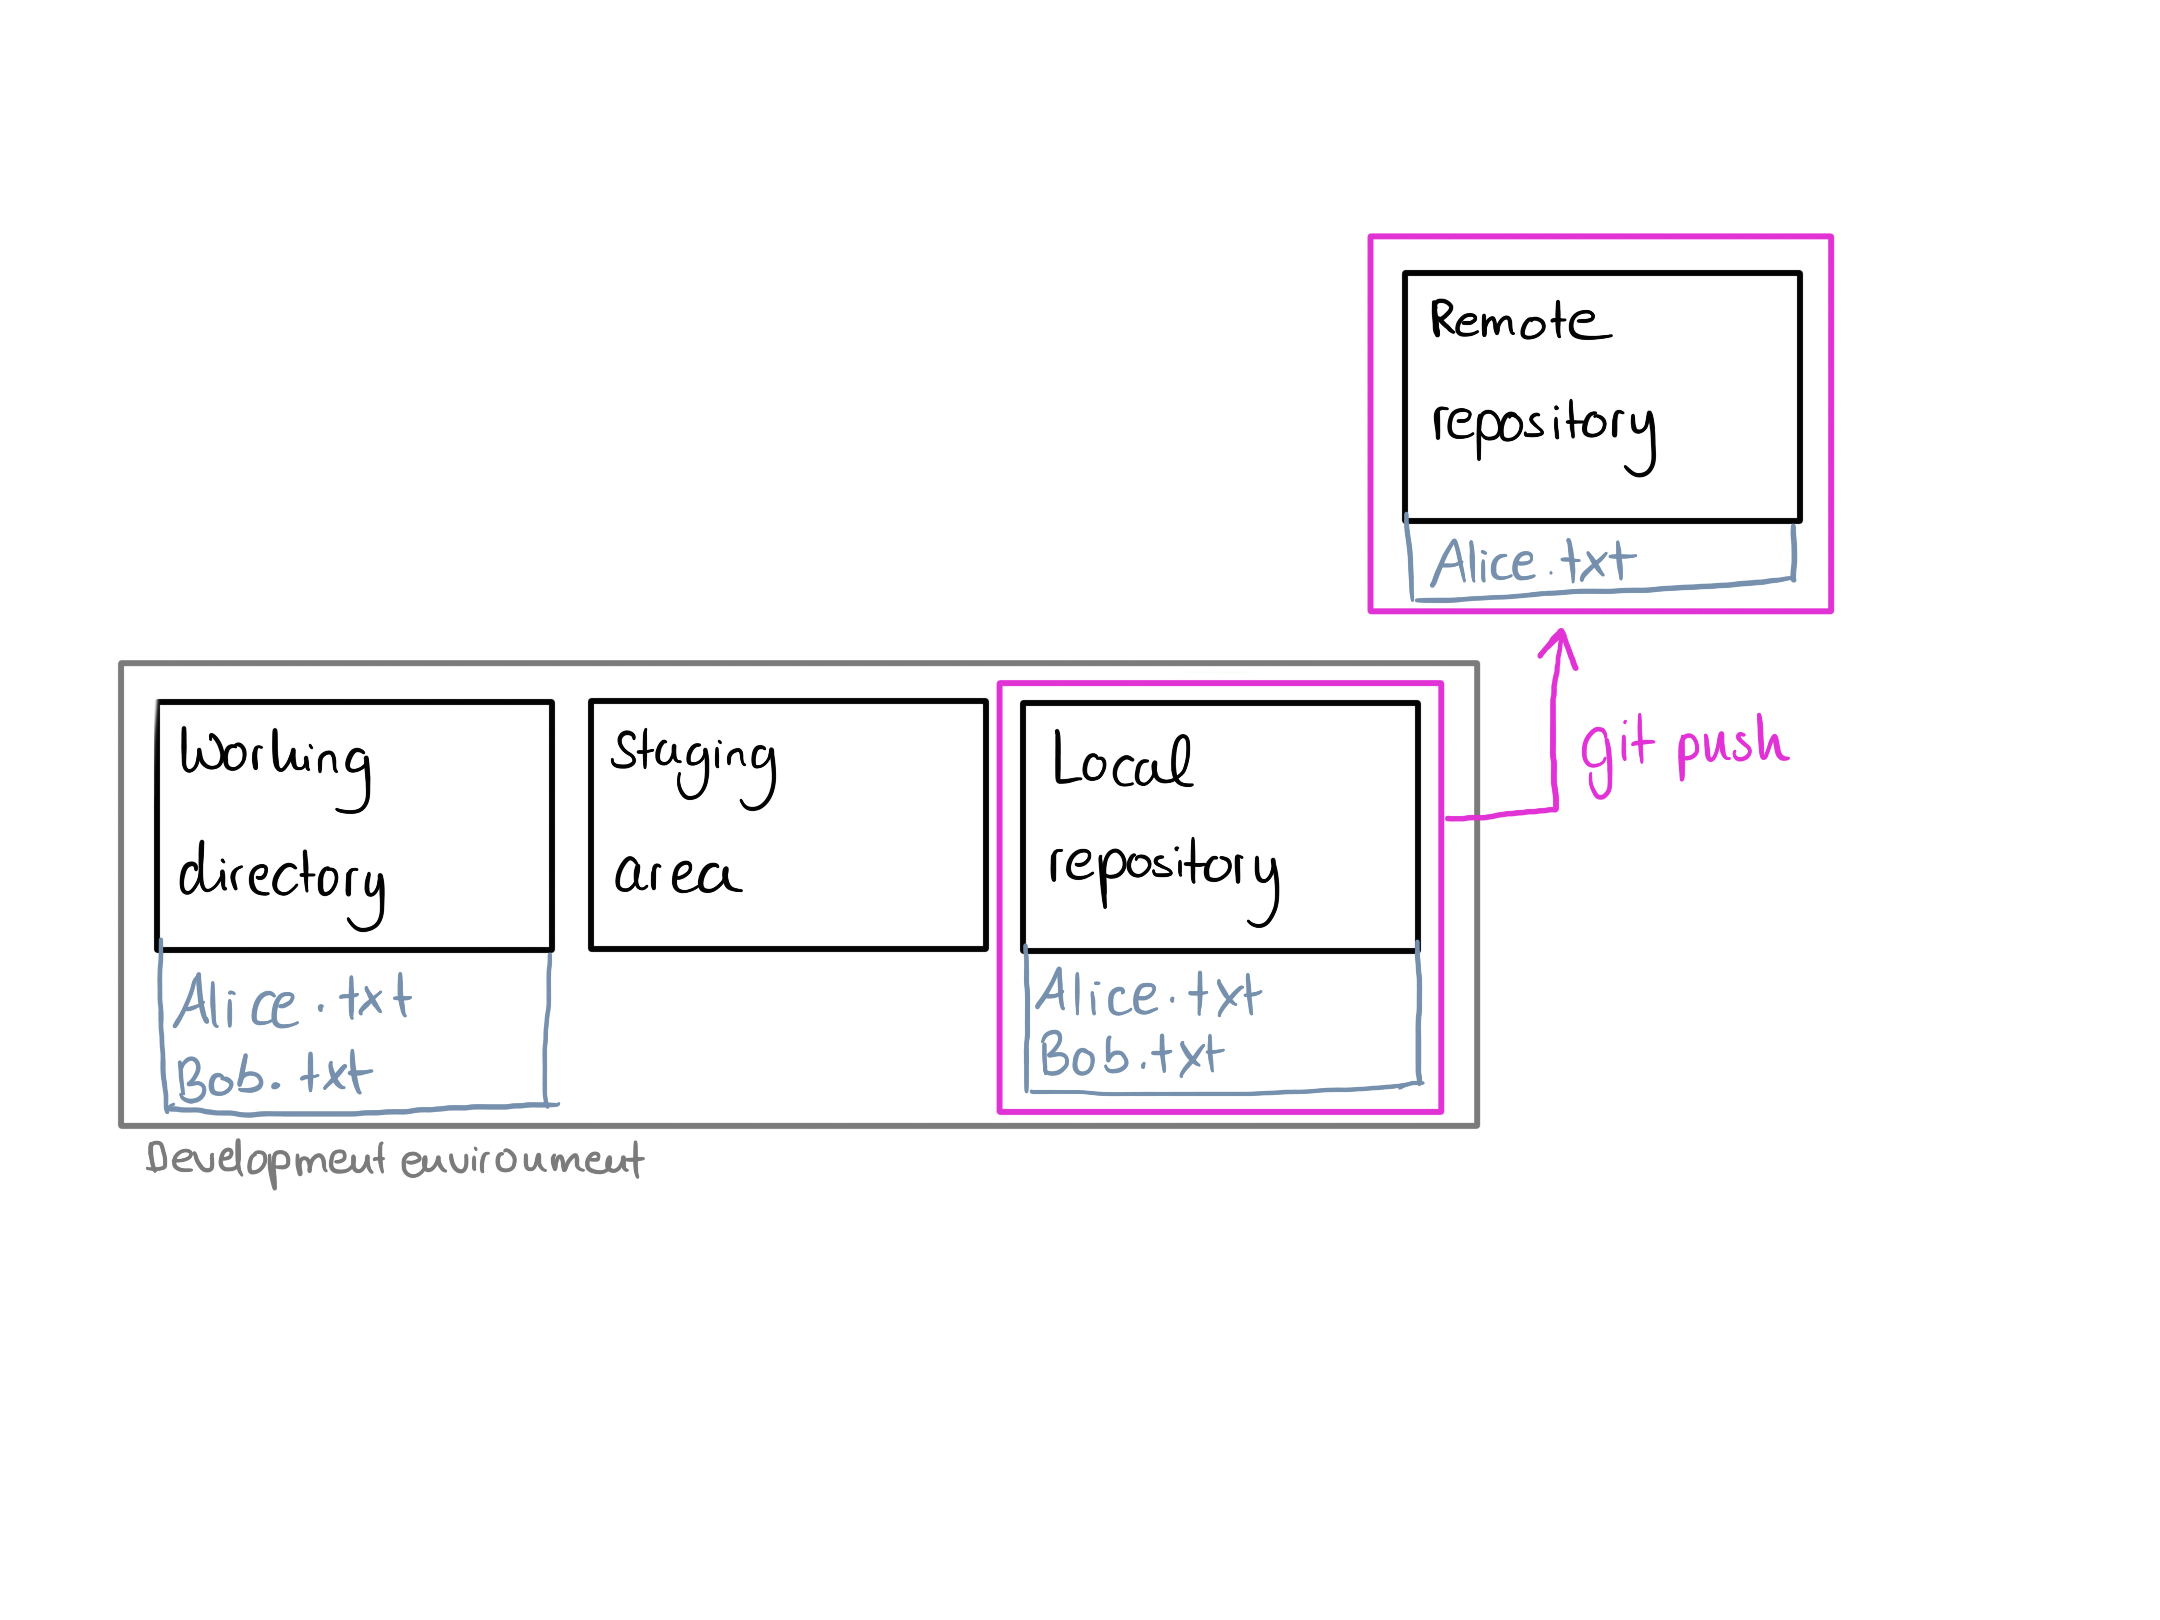 Remote
repository
Alice.txt
git push
Working
directory
Alice.txt
Bob.txt
Staging
area
Local
repository
Alice.txt
Bob.txt
Development environment